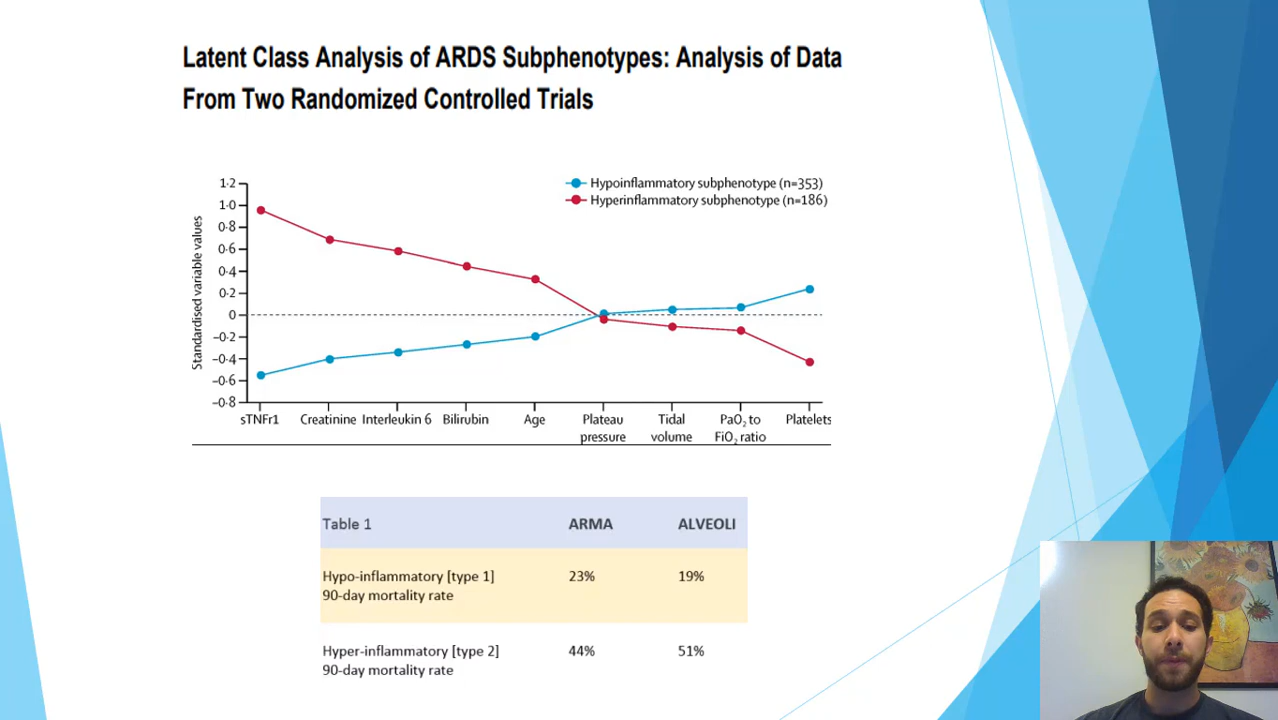 Latent Class Analysis of ARDS Subphenotypes: Analysis of Data
From Two Randomized Controlled Trials
Hypoinflammatory subphenotype (n=353)
Hyperinflammatory subphenotype (n=186)
Standardised variable values
1·2
1·0
0·8
0·6
0·4
0·2
0
–0·2
–0·4
–0·6
–0·8
sTNFr1 Creatinine Interleukin 6 Bilirubin Age Plateau Tidal PaO₂ to Platelets
pressure volume FiO₂ ratio
Table 1 ARMA ALVEOLI
Hypo-inflammatory [type 1] 23% 19%
90-day mortality rate
Hyper-inflammatory [type 2] 44% 51%
90-day mortality rate